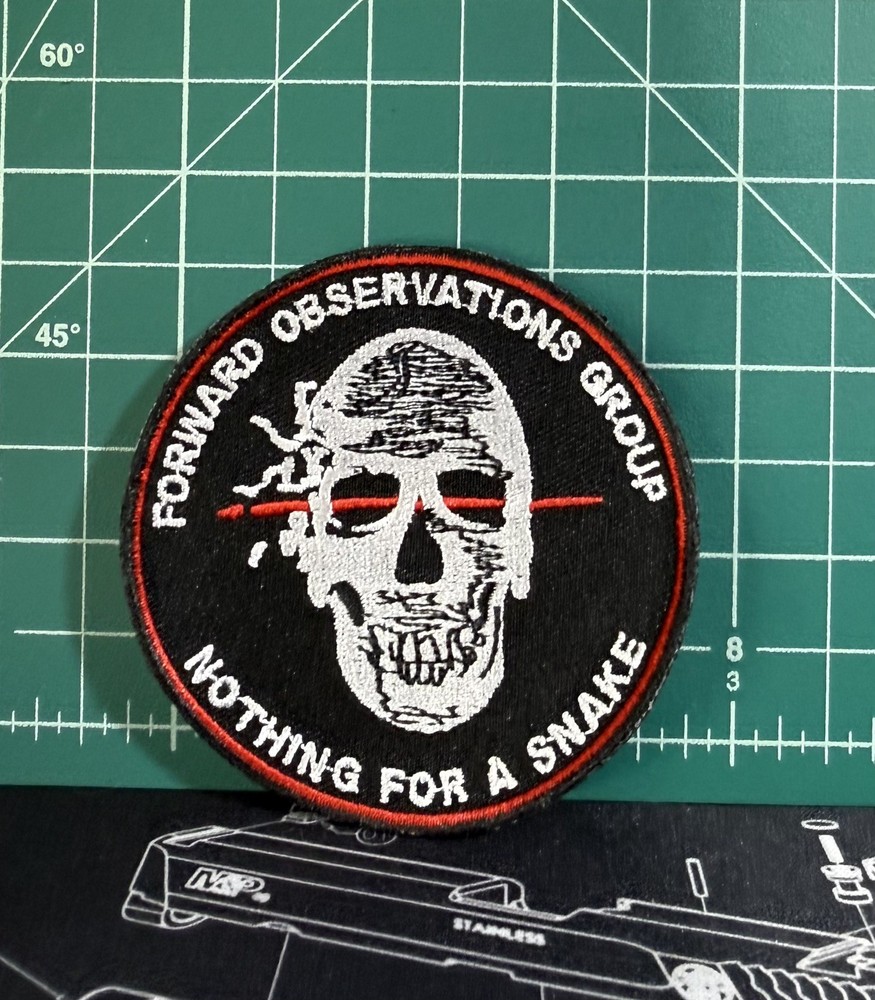 60°
45°
FORWARD OBSERVATIONS GROUP
NOTHING FOR A SNAKE
8
3
M&P
STAINLESS